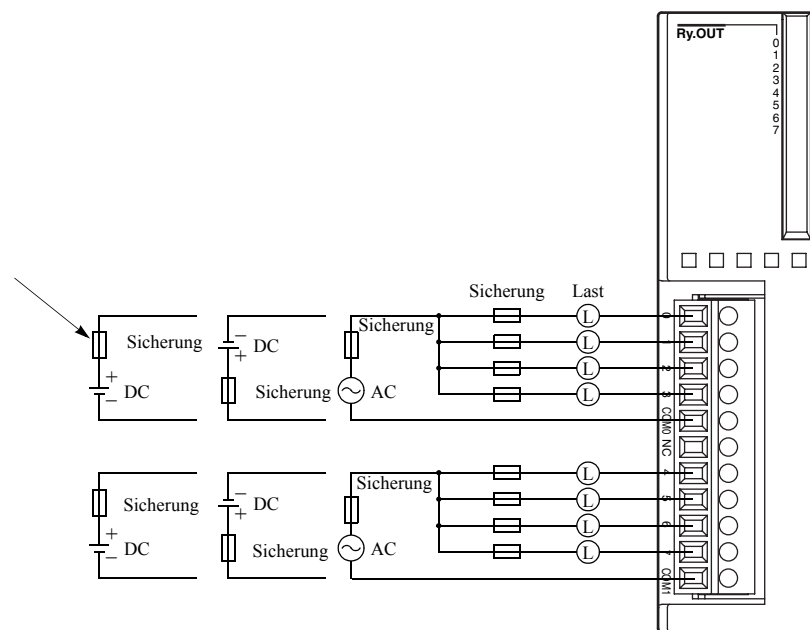 Ry.OUT
0
1
2
3
4
5
6
7
Sicherung Last
Sicherung
L 0
Sicherung − + DC
L 1
L 2
+ − DC Sicherung AC
L 3
COM0
NC
Sicherung
L 4
Sicherung − + DC
L 5
L 6
+ − DC Sicherung AC
L 7
COM1